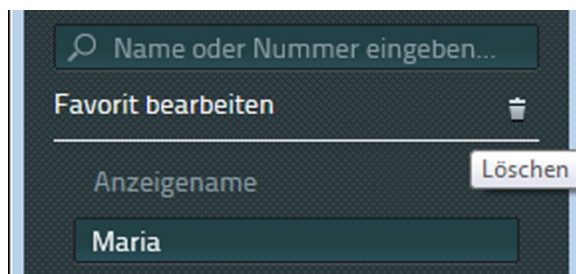 Name oder Nummer eingeben...
Favorit bearbeiten
Löschen
Anzeigename
Maria